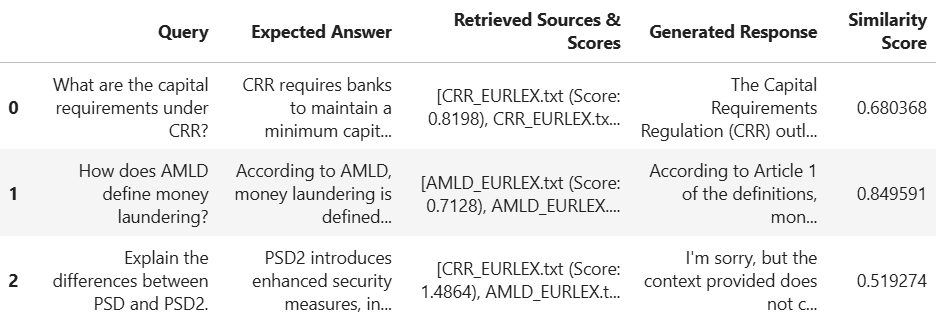 Query Expected Answer Retrieved Sources & Scores Generated Response Similarity Score
0 What are the capital requirements under CRR? CRR requires banks to maintain a minimum capit... [CRR_EURLEX.txt (Score: 0.8198), CRR_EURLEX.tx... The Capital Requirements Regulation (CRR) outl... 0.680368
1 How does AMLD define money laundering? According to AMLD, money laundering is defined... [AMLD_EURLEX.txt (Score: 0.7128), AMLD_EURLEX.... According to Article 1 of the definitions, mon... 0.849591
2 Explain the differences between PSD and PSD2. PSD2 introduces enhanced security measures, in... [CRR_EURLEX.txt (Score: 1.4864), AMLD_EURLEX.t... I'm sorry, but the context provided does not c... 0.519274